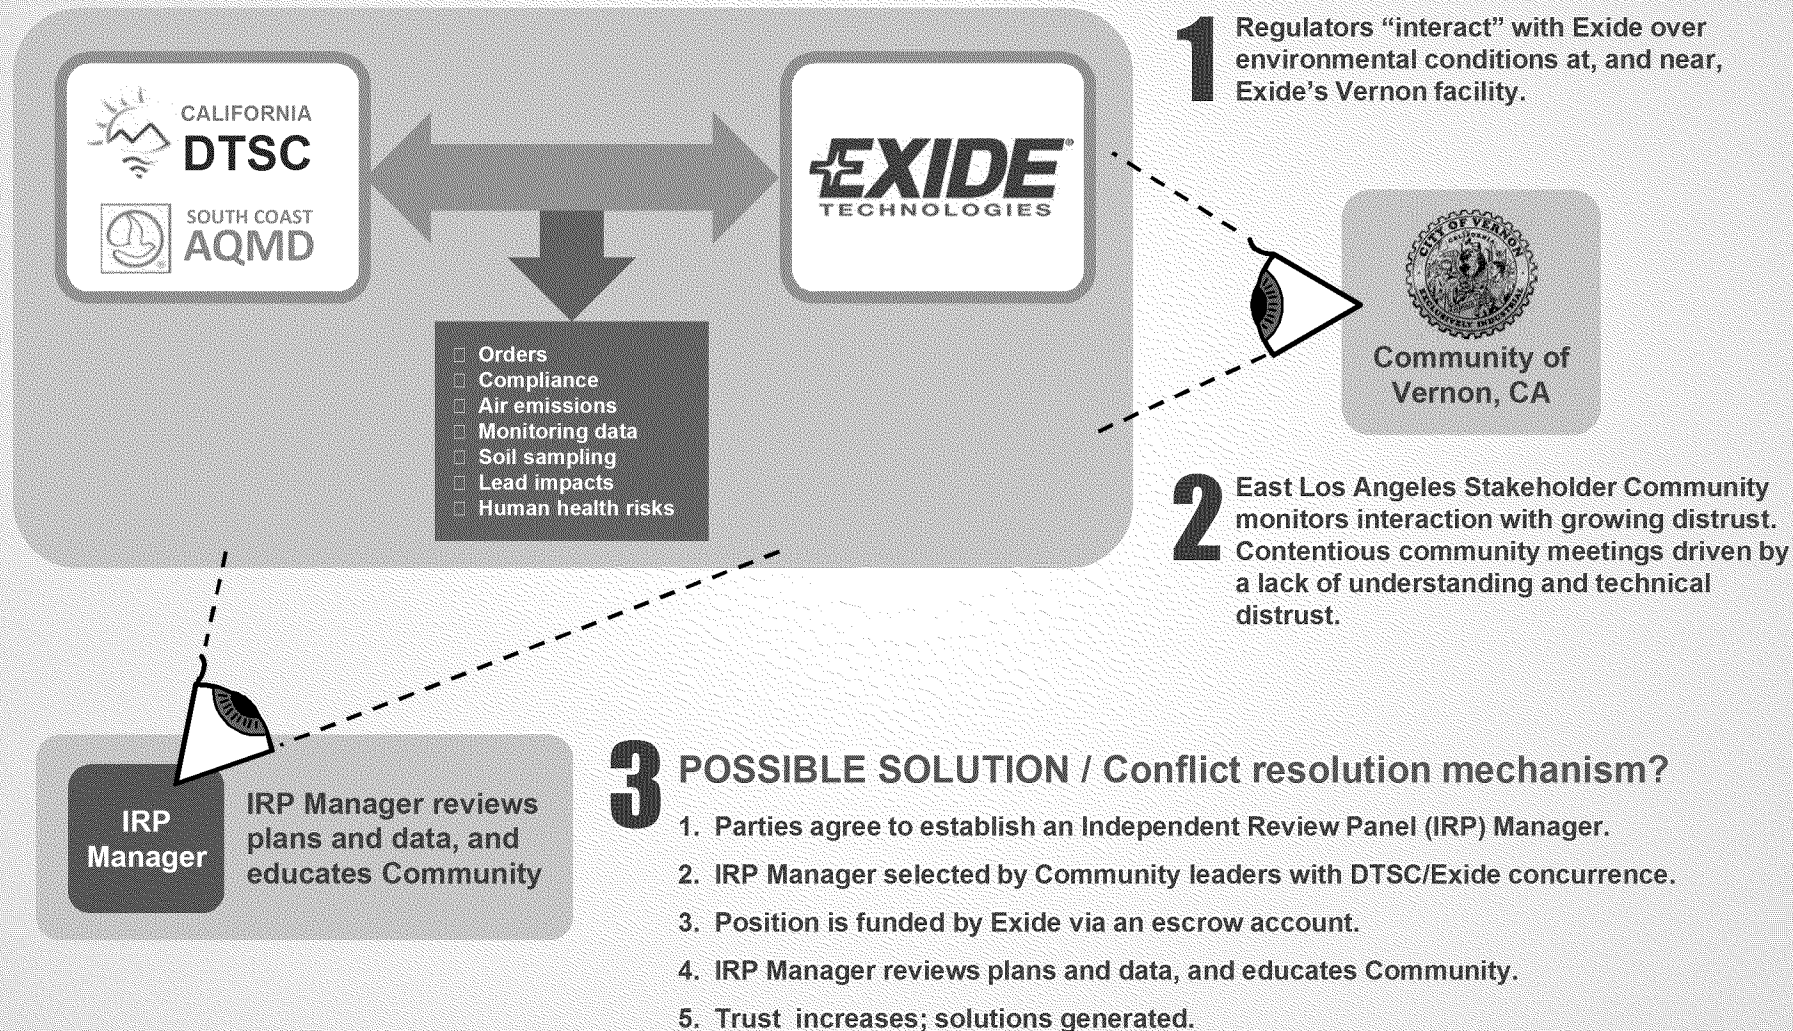 CALIFORNIA
DTSC
SOUTH COAST
AQMD
EXIDE
TECHNOLOGIES
Orders
Compliance
Air emissions
Monitoring data
Soil sampling
Lead impacts
Human health risks
1
Regulators “interact” with Exide over
environmental conditions at, and near,
Exide’s Vernon facility.
CITY OF VERNON
CALIFORNIA
EXCLUSIVELY INDUSTRIAL
Community of
Vernon, CA
2
East Los Angeles Stakeholder Community
monitors interaction with growing distrust.
Contentious community meetings driven by
a lack of understanding and technical
distrust.
IRP
Manager
IRP Manager reviews
plans and data, and
educates Community
3
POSSIBLE SOLUTION / Conflict resolution mechanism?
1. Parties agree to establish an Independent Review Panel (IRP) Manager.
2. IRP Manager selected by Community leaders with DTSC/Exide concurrence.
3. Position is funded by Exide via an escrow account.
4. IRP Manager reviews plans and data, and educates Community.
5. Trust increases; solutions generated.